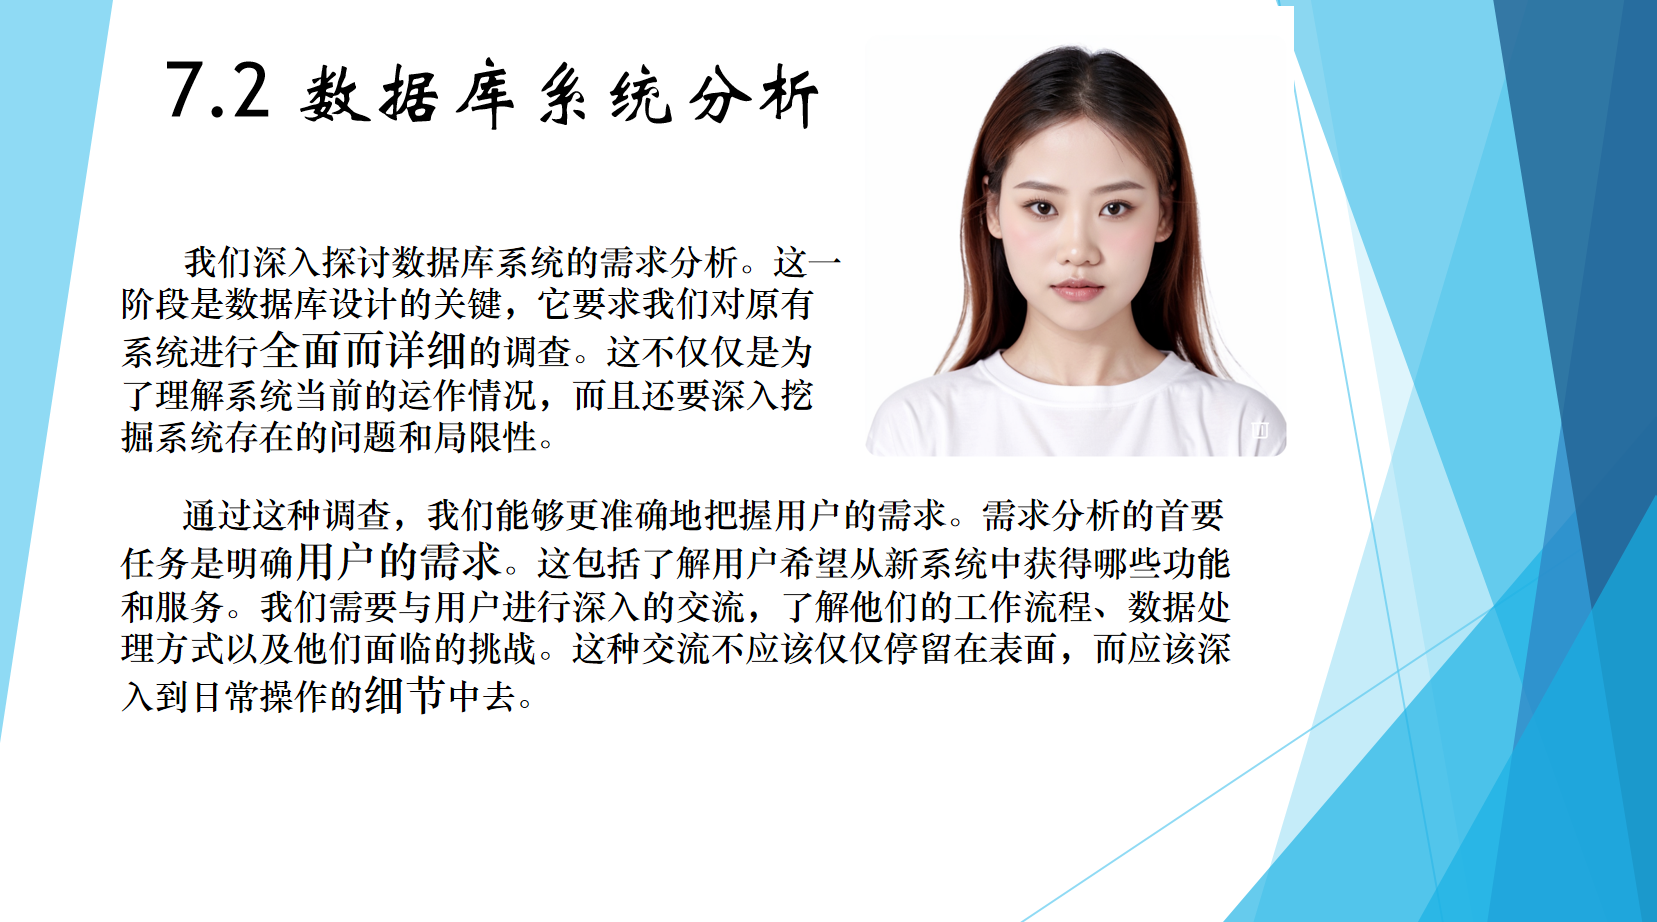 7.2 数据库系统分析
我们深入探讨数据库系统的需求分析。这一
阶段是数据库设计的关键，它要求我们对原有
系统进行全面而详细的调查。这不仅仅是为
了理解系统当前的运作情况，而且还要深入挖
掘系统存在的问题和局限性。
通过这种调查，我们能够更准确地把握用户的需求。需求分析的首要
任务是明确用户的需求。这包括了解用户希望从新系统中获得哪些功能
和服务。我们需要与用户进行深入的交流，了解他们的工作流程、数据处
理方式以及他们面临的挑战。这种交流不应该仅仅停留在表面，而应该深
入到日常操作的细节中去。